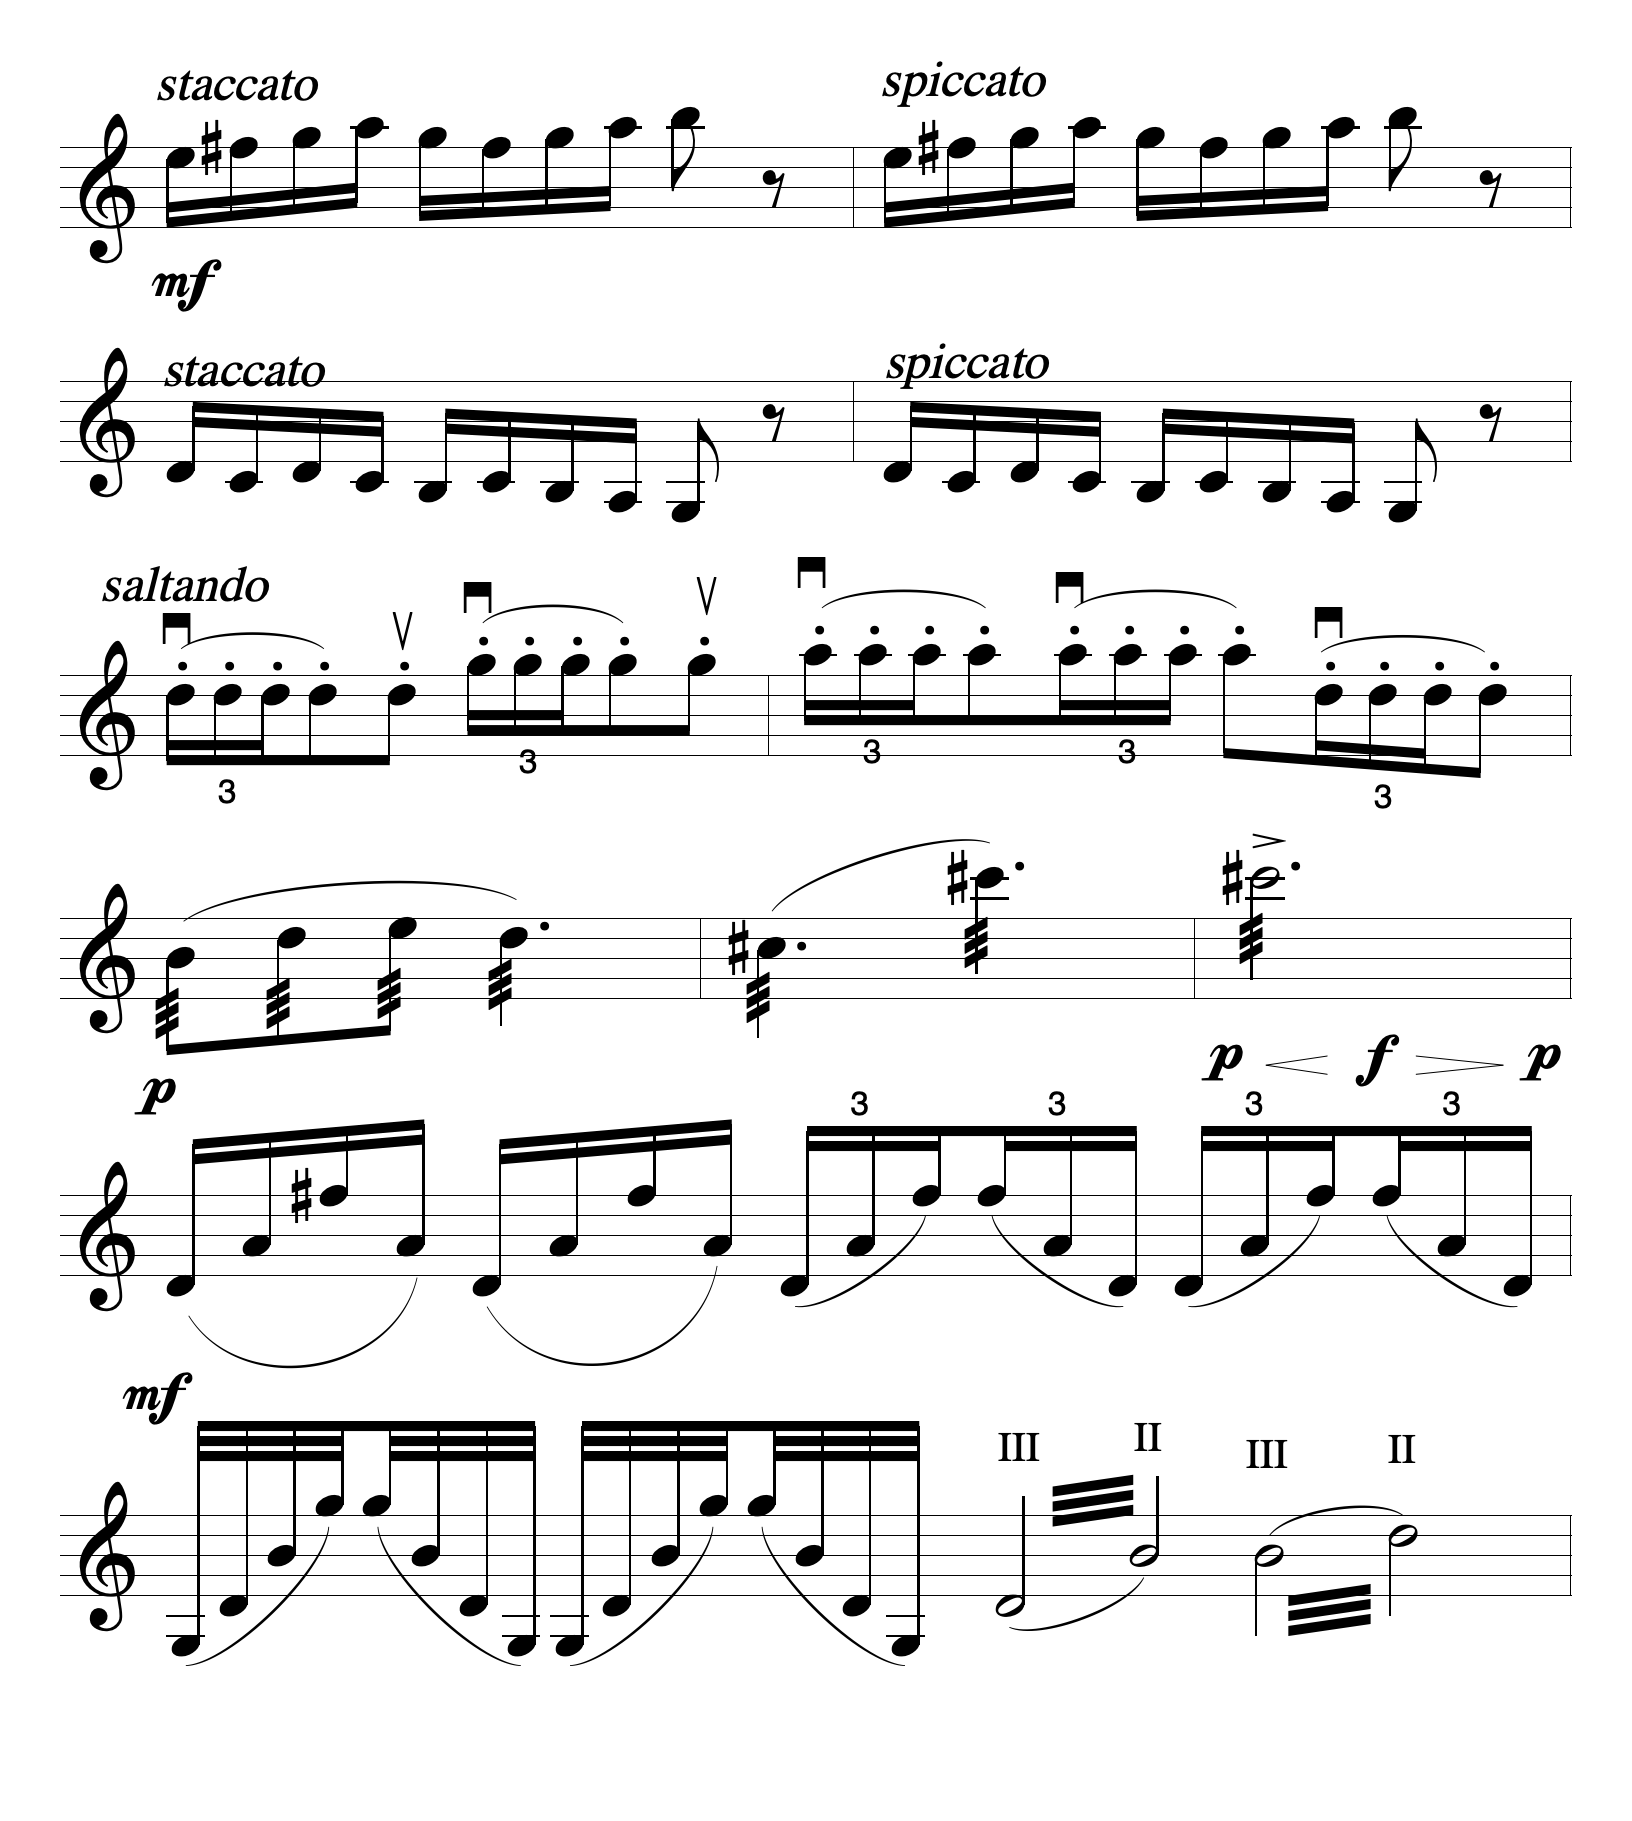 staccato spiccato
mf
staccato spiccato
saltando
3 3 3 3 3
p f p
p
3 3 3 3
mf
III II III II